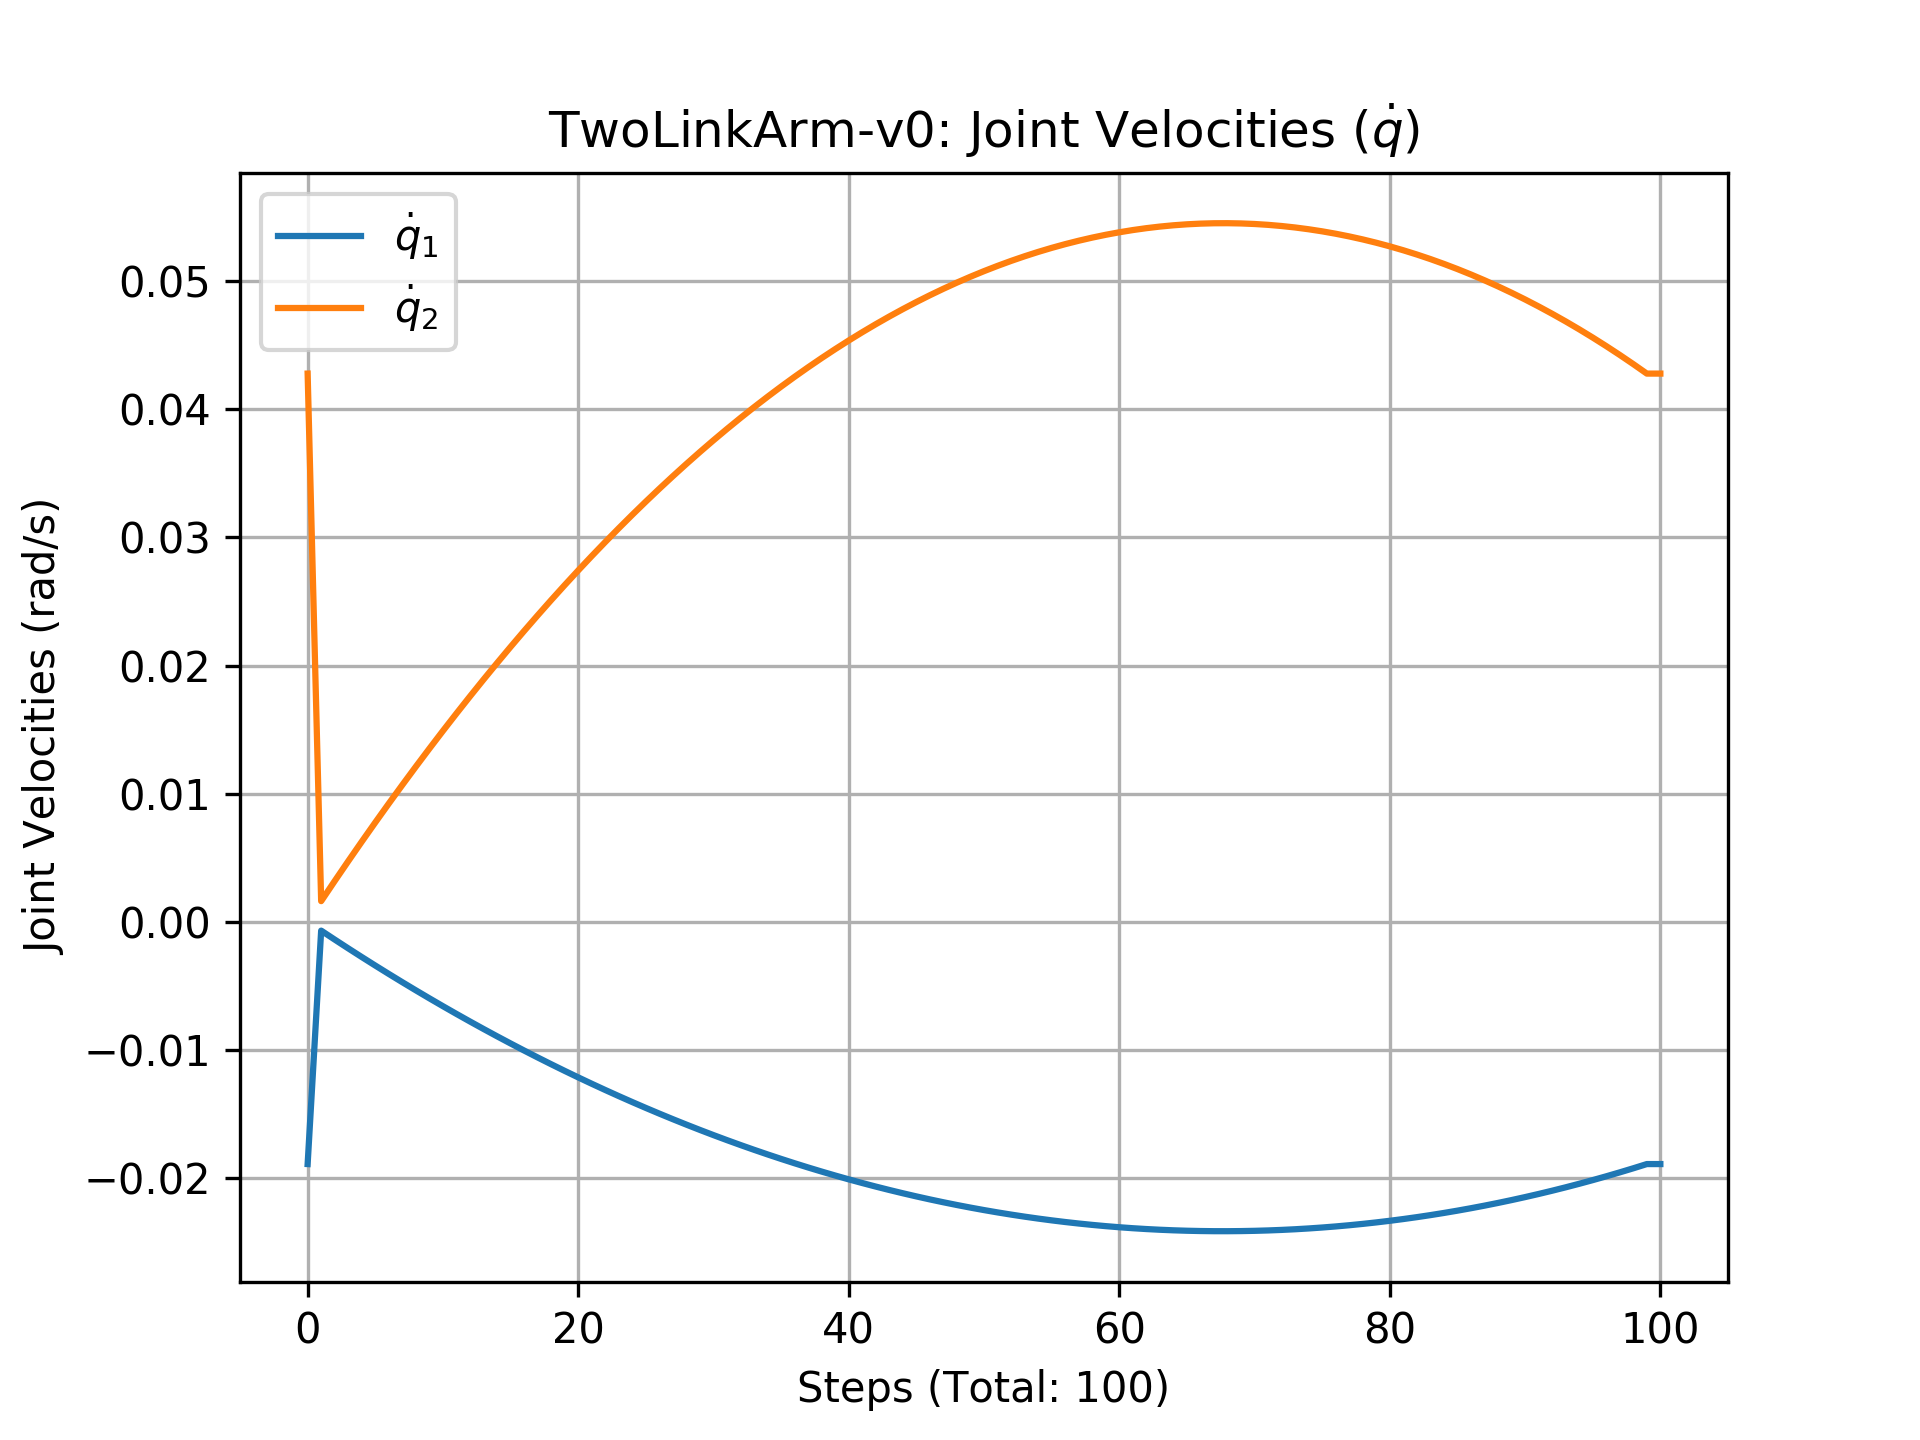 TwoLinkArm-v0: Joint Velocities (q̇)
q̇₁
q̇₂
Joint Velocities (rad/s)
0.05
0.04
0.03
0.02
0.01
0.00
−0.01
−0.02
0 20 40 60 80 100
Steps (Total: 100)